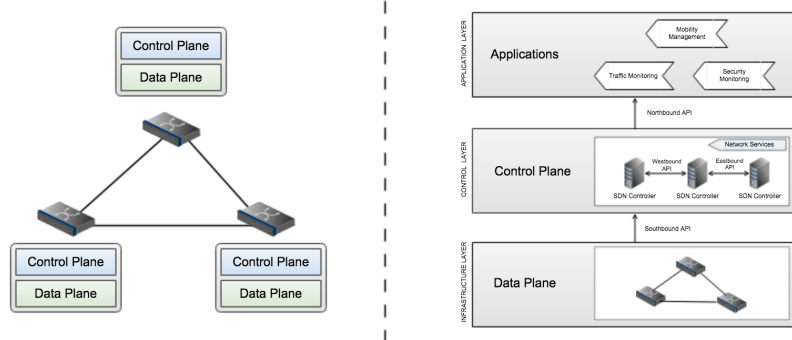 Control Plane
Data Plane
Control Plane
Data Plane
Control Plane
Data Plane
APPLICATION LAYER
Applications
Mobility
Management
Traffic Monitoring
Security
Monitoring
Northbound API
CONTROL LAYER
Control Plane
Network Services
Westbound
API
Eastbound
API
SDN Controller
SDN Controller
SDN Controller
Southbound API
INFRASTRUCTURE LAYER
Data Plane